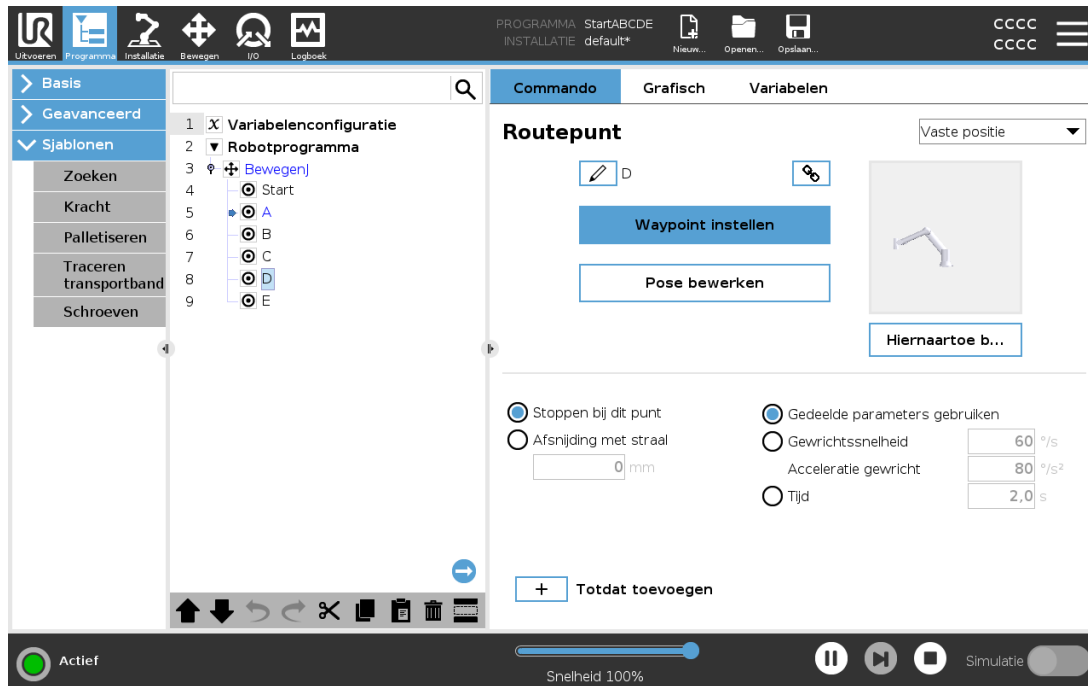 UR
Uitvoeren
Programma
Installatie
Bewegen
I/O
Logboek
PROGRAMMA StartABCDE
INSTALLATIE default*
Nieuw...
Openen...
Opslaan...
CCCC
CCCC
Basis
Geavanceerd
Sjablonen
Zoeken
Kracht
Palletiseren
Traceren
transportband
Schroeven
1 X Variabelenconfiguratie
2 Robotprogramma
3 BewegenJ
4 Start
5 A
6 B
7 C
8 D
9 E
Commando Grafisch Variabelen
Routepunt
Vaste positie
D
Waypoint instellen
Pose bewerken
Hiernaartoe b...
Stoppen bij dit punt
Afsnijding met straal
0 mm
Gedeelde parameters gebruiken
Gewrichtssnelheid 60 °/s
Acceleratie gewricht 80 °/s²
Tijd 2,0 s
+ Totdat toevoegen
Actief
Snelheid 100%
Simulatie